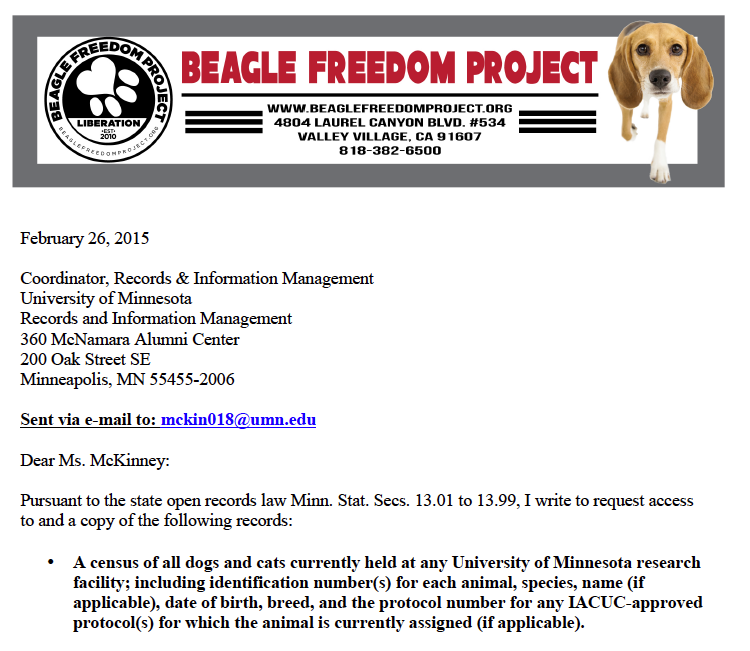 BEAGLE FREEDOM PROJECT
LIBERATION
•EST•
2010
BEAGLEFREEDOMPROJECT.ORG
BEAGLE FREEDOM PROJECT
WWW.BEAGLEFREEDOMPROJECT.ORG
4804 LAUREL CANYON BLVD. #534
VALLEY VILLAGE, CA 91607
818-382-6500
February 26, 2015
Coordinator, Records & Information Management
University of Minnesota
Records and Information Management
360 McNamara Alumni Center
200 Oak Street SE
Minneapolis, MN 55455-2006
Sent via e-mail to: mckin018@umn.edu
Dear Ms. McKinney:
Pursuant to the state open records law Minn. Stat. Secs. 13.01 to 13.99, I write to request access
to and a copy of the following records:
• A census of all dogs and cats currently held at any University of Minnesota research
facility; including identification number(s) for each animal, species, name (if
applicable), date of birth, breed, and the protocol number for any IACUC-approved
protocol(s) for which the animal is currently assigned (if applicable).